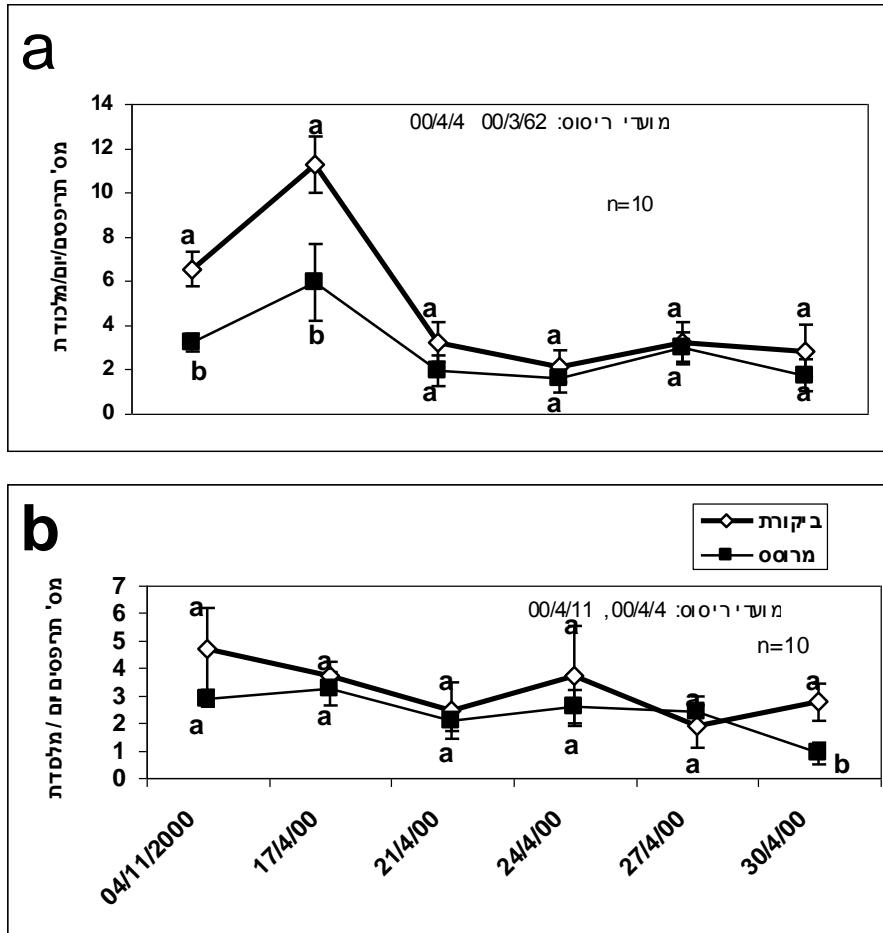 a
מס' תריפסים/יום/מלכודת
14
12
10
8
6
4
2
0
מועדי ריסוס: 00/3/62 00/4/4
n=10
a
a
a
a
a
a
b
b
a
a
a
a
b
ביקורת
מרוסס
מס' תריפסים יום / מלכודת
7
6
5
4
3
2
1
0
מועדי ריסוס: 00/4/4, 00/4/11
n=10
a
a
a
a
a
a
a
a
a
a
a
b
04/11/2000
17/4/00
21/4/00
24/4/00
27/4/00
30/4/00